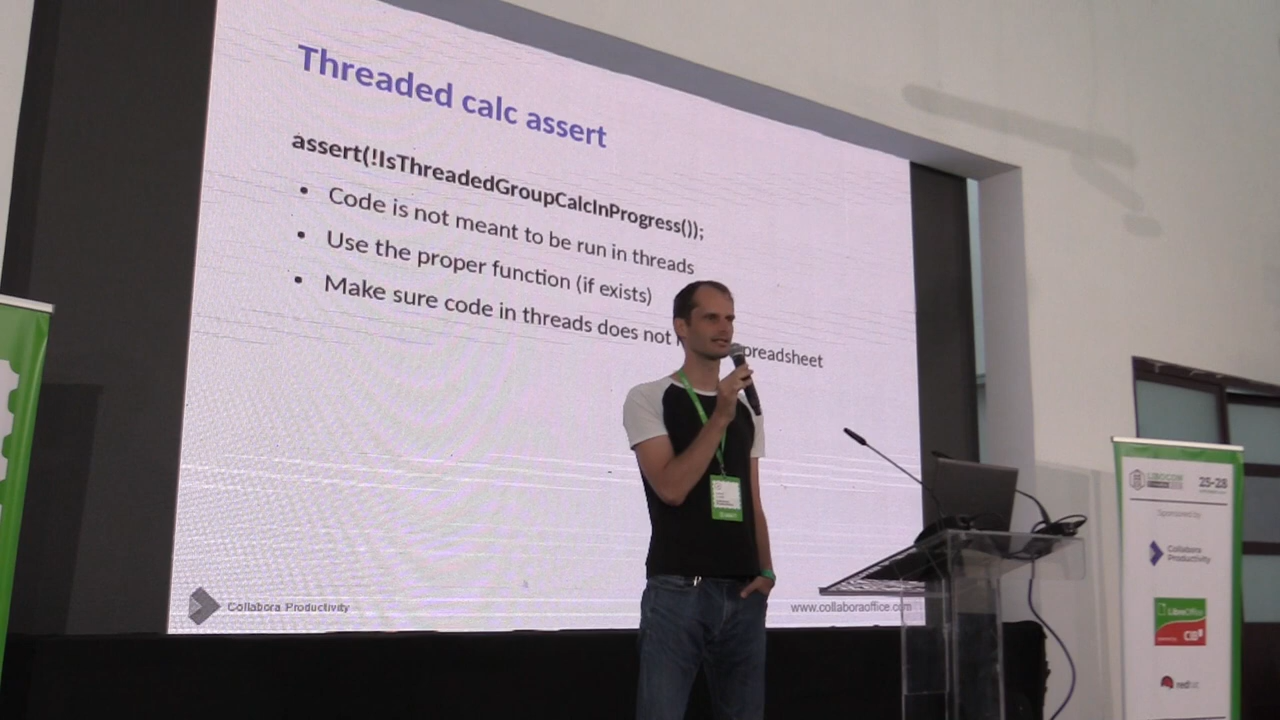 Threaded calc assert
assert(!IsThreadedGroupCalcInProgress());
• Code is not meant to be run in threads
• Use the proper function (if exists)
• Make sure code in threads does not preadsheet
Collabora Productivity
www.collaboraoffice.com
25-28
Sponsored by
Collabora
Productivity
LibreOffice
CIB
red